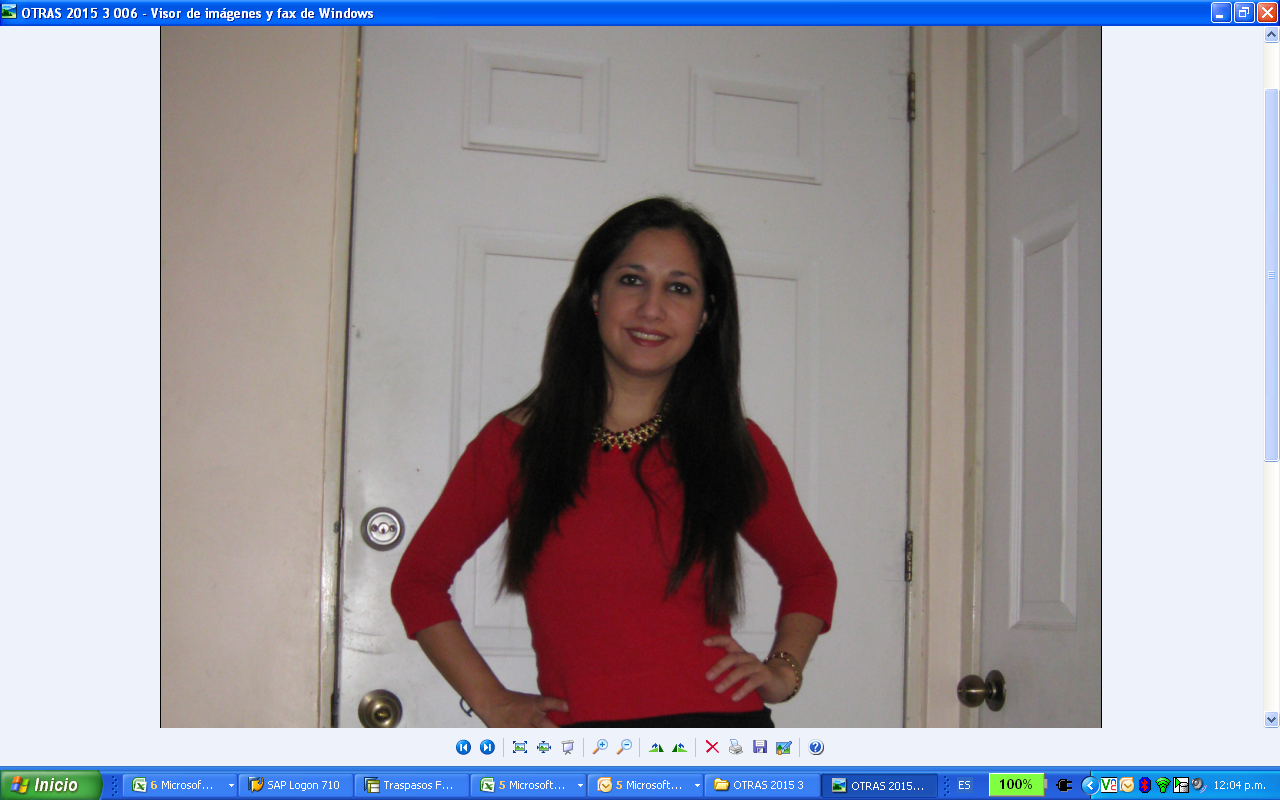 OTRAS 2015 3 006 - Visor de imágenes y fax de Windows
Inicio
6 Microsof...
SAP Logon 710
Traspasos F...
5 Microsoft...
5 Microsoft...
OTRAS 2015 3
OTRAS 2015...
ES
100%
12:04 p.m.